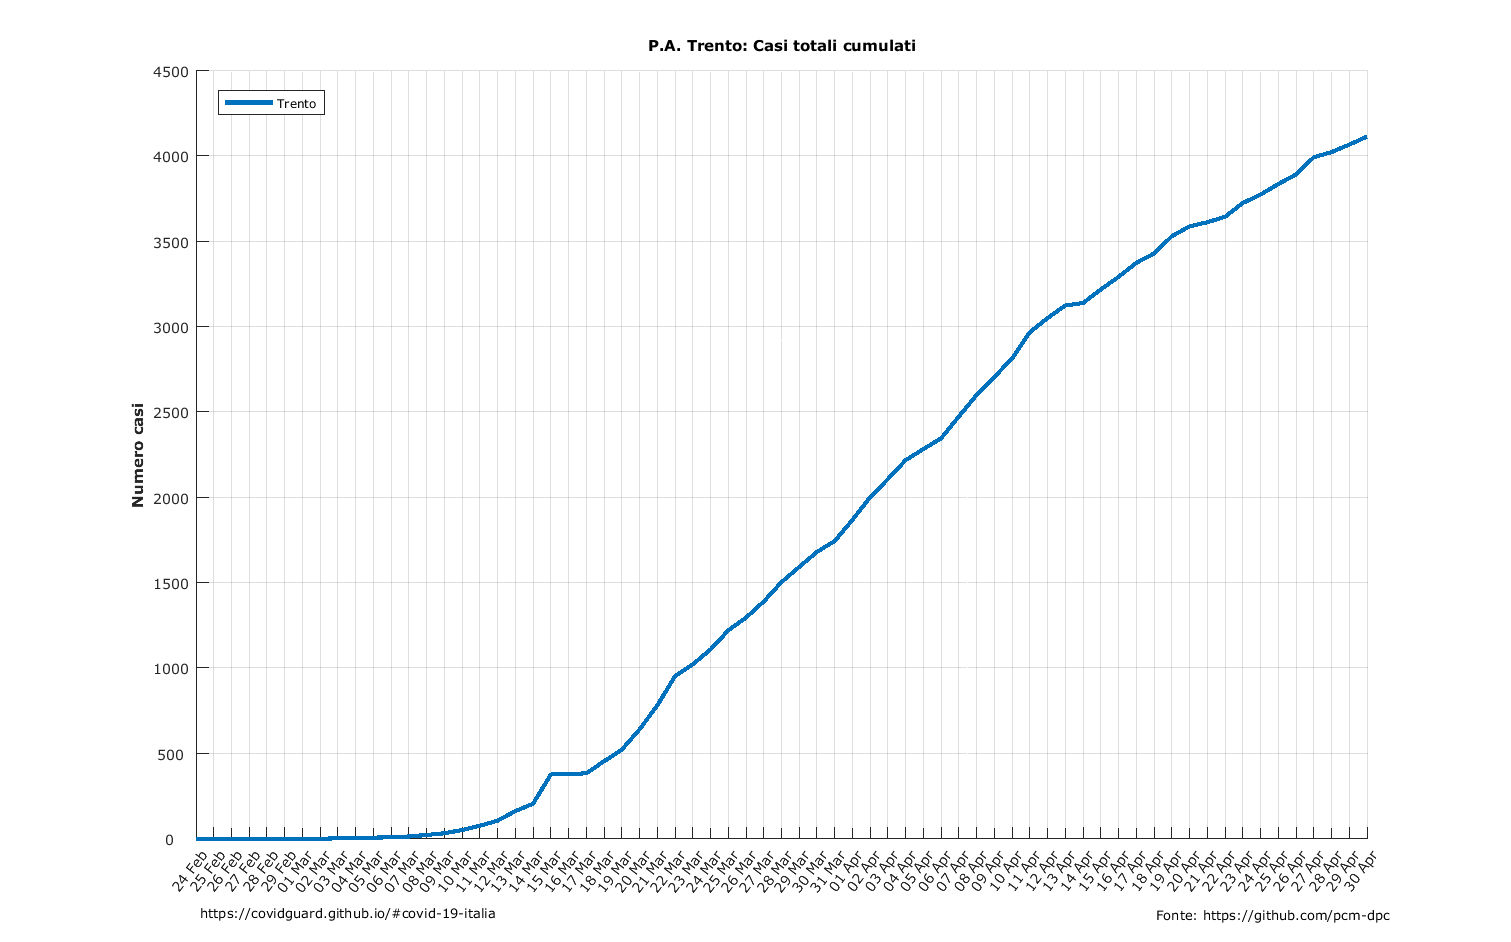 P.A. Trento: Casi totali cumulati
4500
4000
3500
3000
2500
2000
1500
1000
500
0
Numero casi
Trento
24 Feb
25 Feb
26 Feb
27 Feb
28 Feb
29 Feb
01 Mar
02 Mar
03 Mar
04 Mar
05 Mar
06 Mar
07 Mar
08 Mar
09 Mar
10 Mar
11 Mar
12 Mar
13 Mar
14 Mar
15 Mar
16 Mar
17 Mar
18 Mar
19 Mar
20 Mar
21 Mar
22 Mar
23 Mar
24 Mar
25 Mar
26 Mar
27 Mar
28 Mar
29 Mar
30 Mar
31 Mar
01 Apr
02 Apr
03 Apr
04 Apr
05 Apr
06 Apr
07 Apr
08 Apr
09 Apr
10 Apr
11 Apr
12 Apr
13 Apr
14 Apr
15 Apr
16 Apr
17 Apr
18 Apr
19 Apr
20 Apr
21 Apr
22 Apr
23 Apr
24 Apr
25 Apr
26 Apr
27 Apr
28 Apr
29 Apr
30 Apr
https://covidguard.github.io/#covid-19-italia
Fonte: https://github.com/pcm-dpc